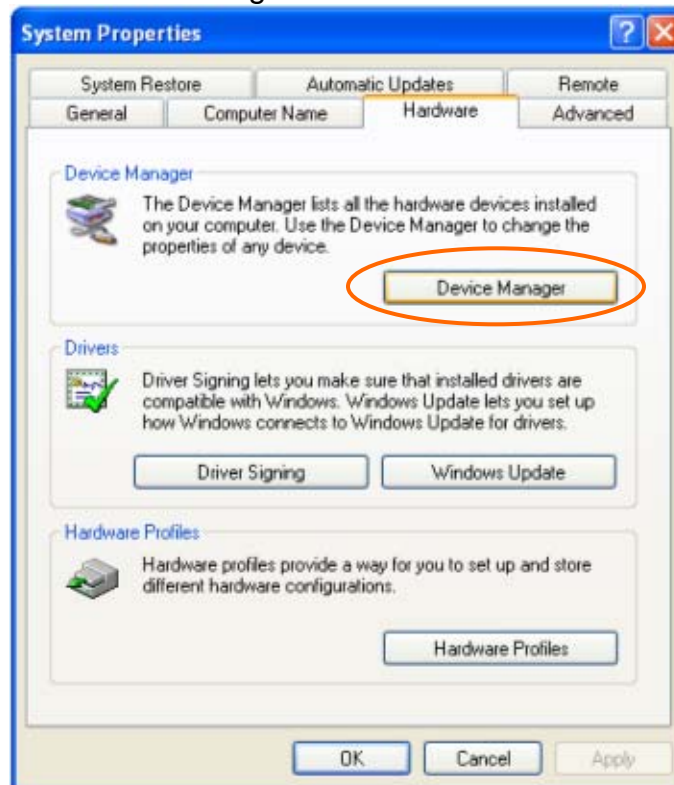 System Properties
System Restore Automatic Updates Remote
General Computer Name Hardware Advanced
Device Manager
The Device Manager lists all the hardware devices installed
on your computer. Use the Device Manager to change the
properties of any device.
Device Manager
Drivers
Driver Signing lets you make sure that installed drivers are
compatible with Windows. Windows Update lets you set up
how Windows connects to Windows Update for drivers.
Driver Signing Windows Update
Hardware Profiles
Hardware profiles provide a way for you to set up and store
different hardware configurations.
Hardware Profiles
OK Cancel Apply